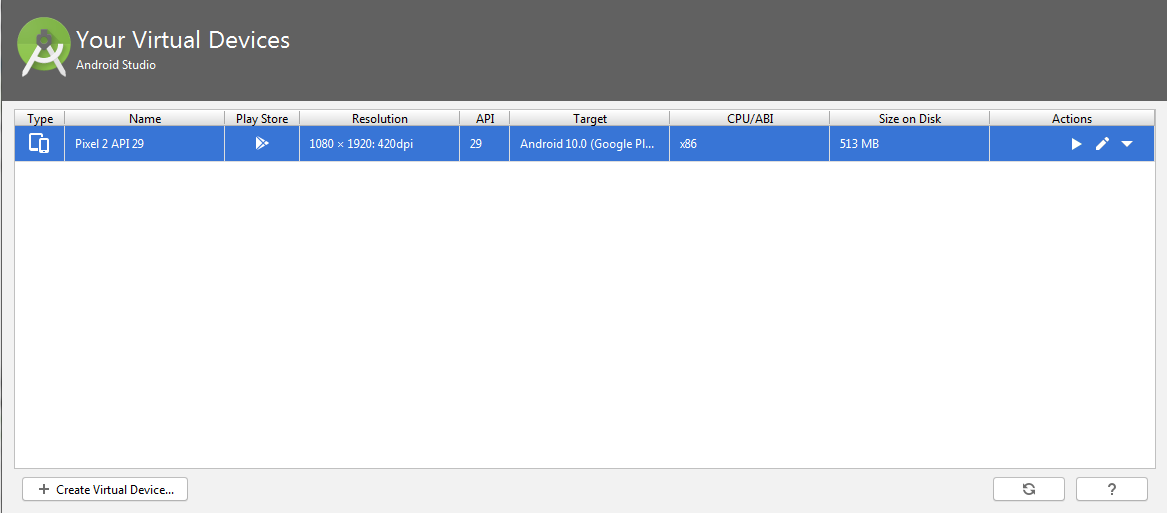 Your Virtual Devices
Android Studio
Type Name Play Store Resolution API Target CPU/ABI Size on Disk Actions
Pixel 2 API 29 1080 × 1920: 420dpi 29 Android 10.0 (Google Pl... x86 513 MB
Create Virtual Device...
?